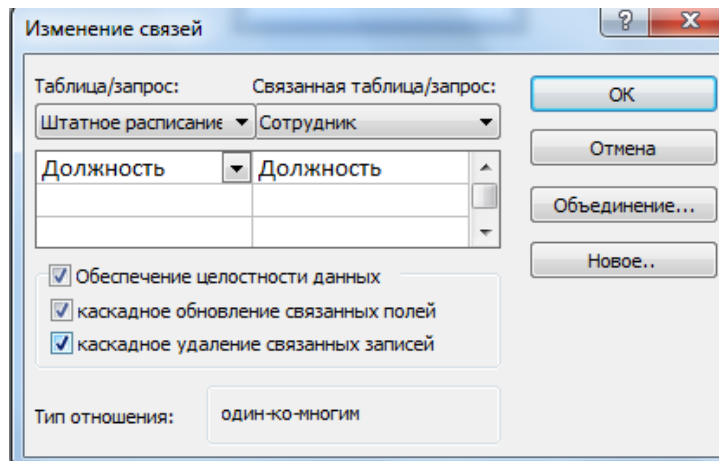 Изменение связей
Таблица/запрос: Связанная таблица/запрос:
Штатное расписание Сотрудник
Должность Должность
Обеспечение целостности данных
каскадное обновление связанных полей
каскадное удаление связанных записей
Тип отношения: один-ко-многим
ОК
Отмена
Объединение...
Новое..